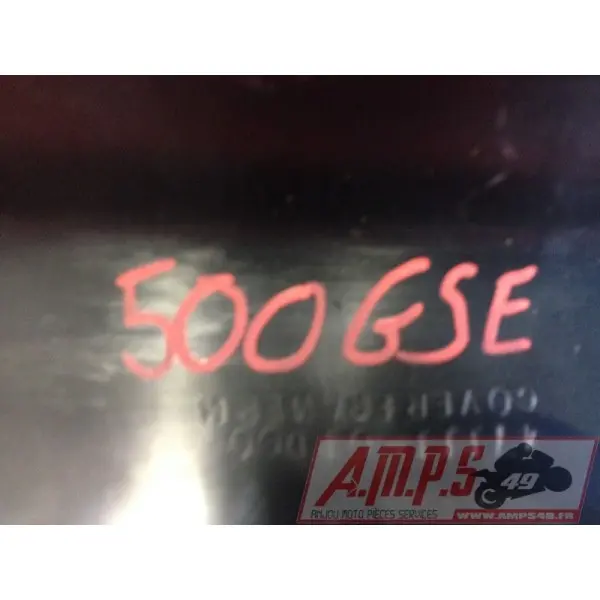 500 GSE
A.M.P.S 49
ANJOU MOTO PIÈCES SERVICES
WWW.AMPS49.FR